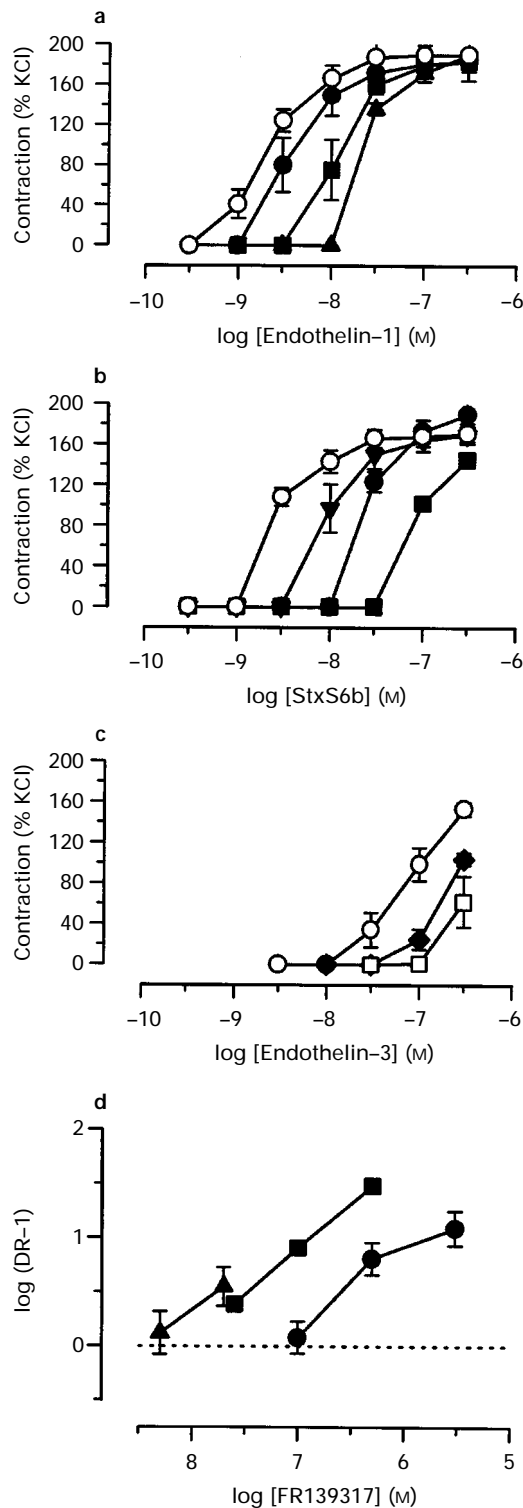 a
Contraction (% KCl)
200
160
120
80
40
0
–10 –9 –8 –7 –6
log [Endothelin–1] (M)
b
Contraction (% KCl)
200
160
120
80
40
0
–10 –9 –8 –7 –6
log [StxS6b] (M)
c
Contraction (% KCl)
200
160
120
80
40
0
–10 –9 –8 –7 –6
log [Endothelin–3] (M)
d
log (DR–1)
2
1
0
8 7 6 5
log [FR139317] (M)